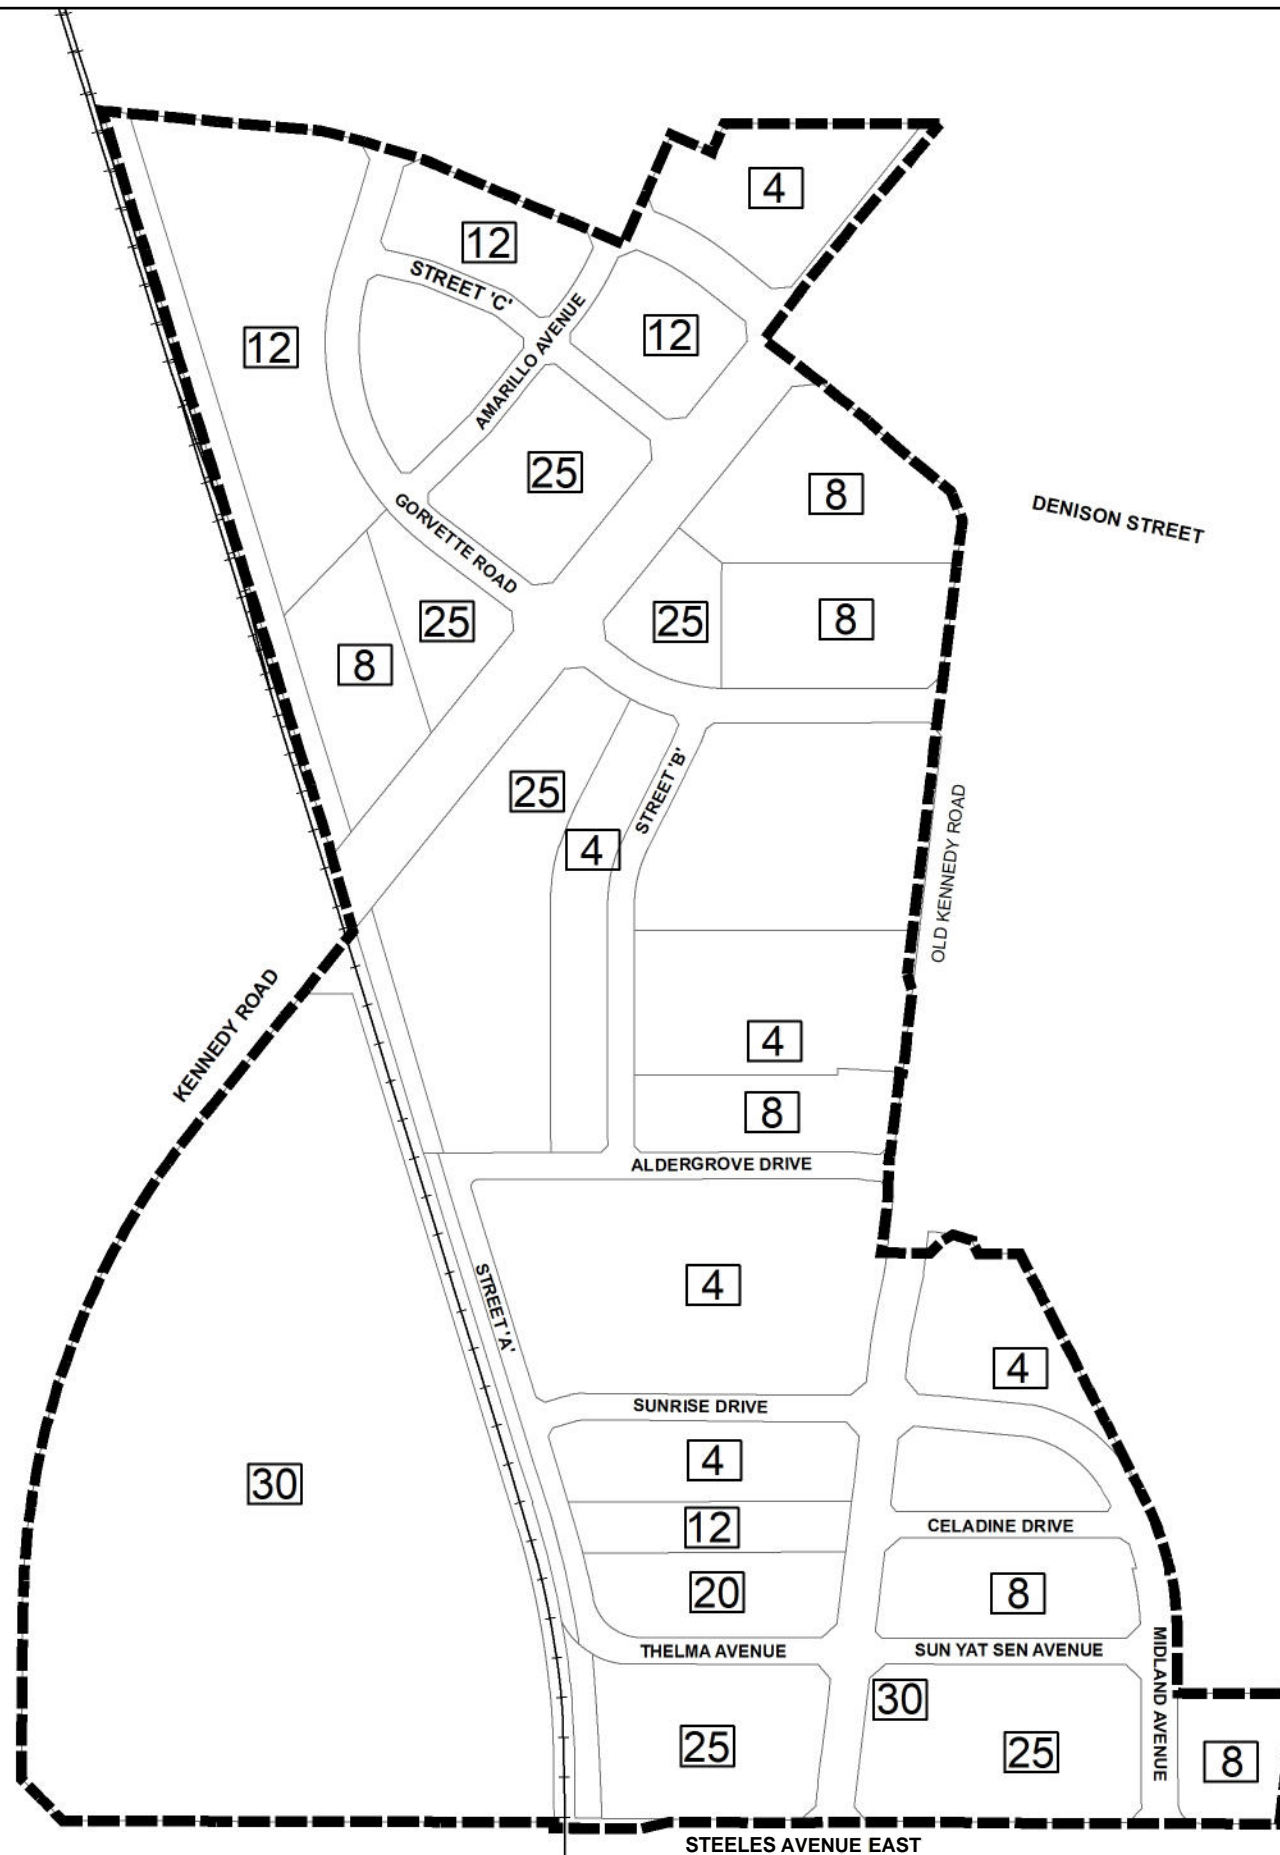 4
12
STREET 'C'
12
12
AMARILLO AVENUE
25
8
DENISON STREET
GORVETTE ROAD
25
25
8
8
25
STREET 'B'
4
OLD KENNEDY ROAD
KENNEDY ROAD
4
8
ALDERGROVE DRIVE
4
STREET 'A'
4
SUNRISE DRIVE
4
30
12
CELADINE DRIVE
20
8
THELMA AVENUE
SUN YAT SEN AVENUE
MIDLAND AVENUE
30
25
25
8
STEELES AVENUE EAST